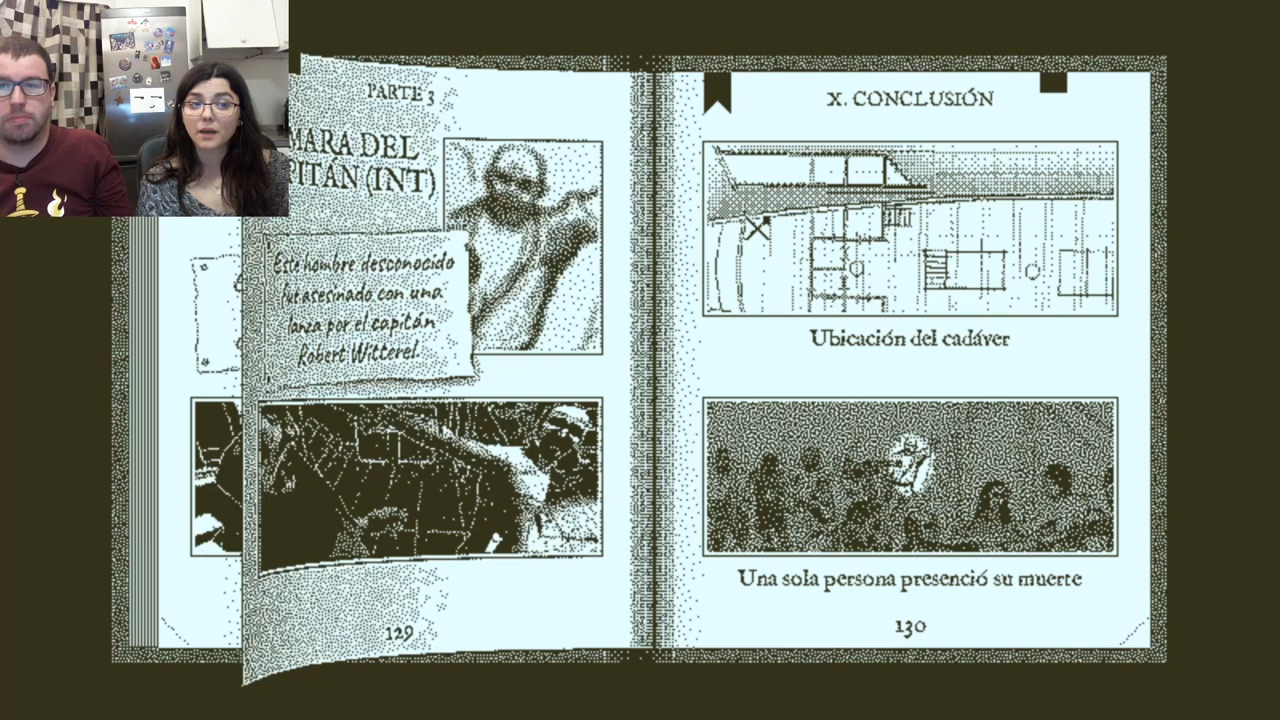 PARTE 3
MARA DEL
PITÁN (INT)
Este hombre desconocido
fue asesinado con una
lanza por el capitán
Robert Witterel.
129
X. CONCLUSIÓN
Ubicación del cadáver
Una sola persona presenció su muerte
130